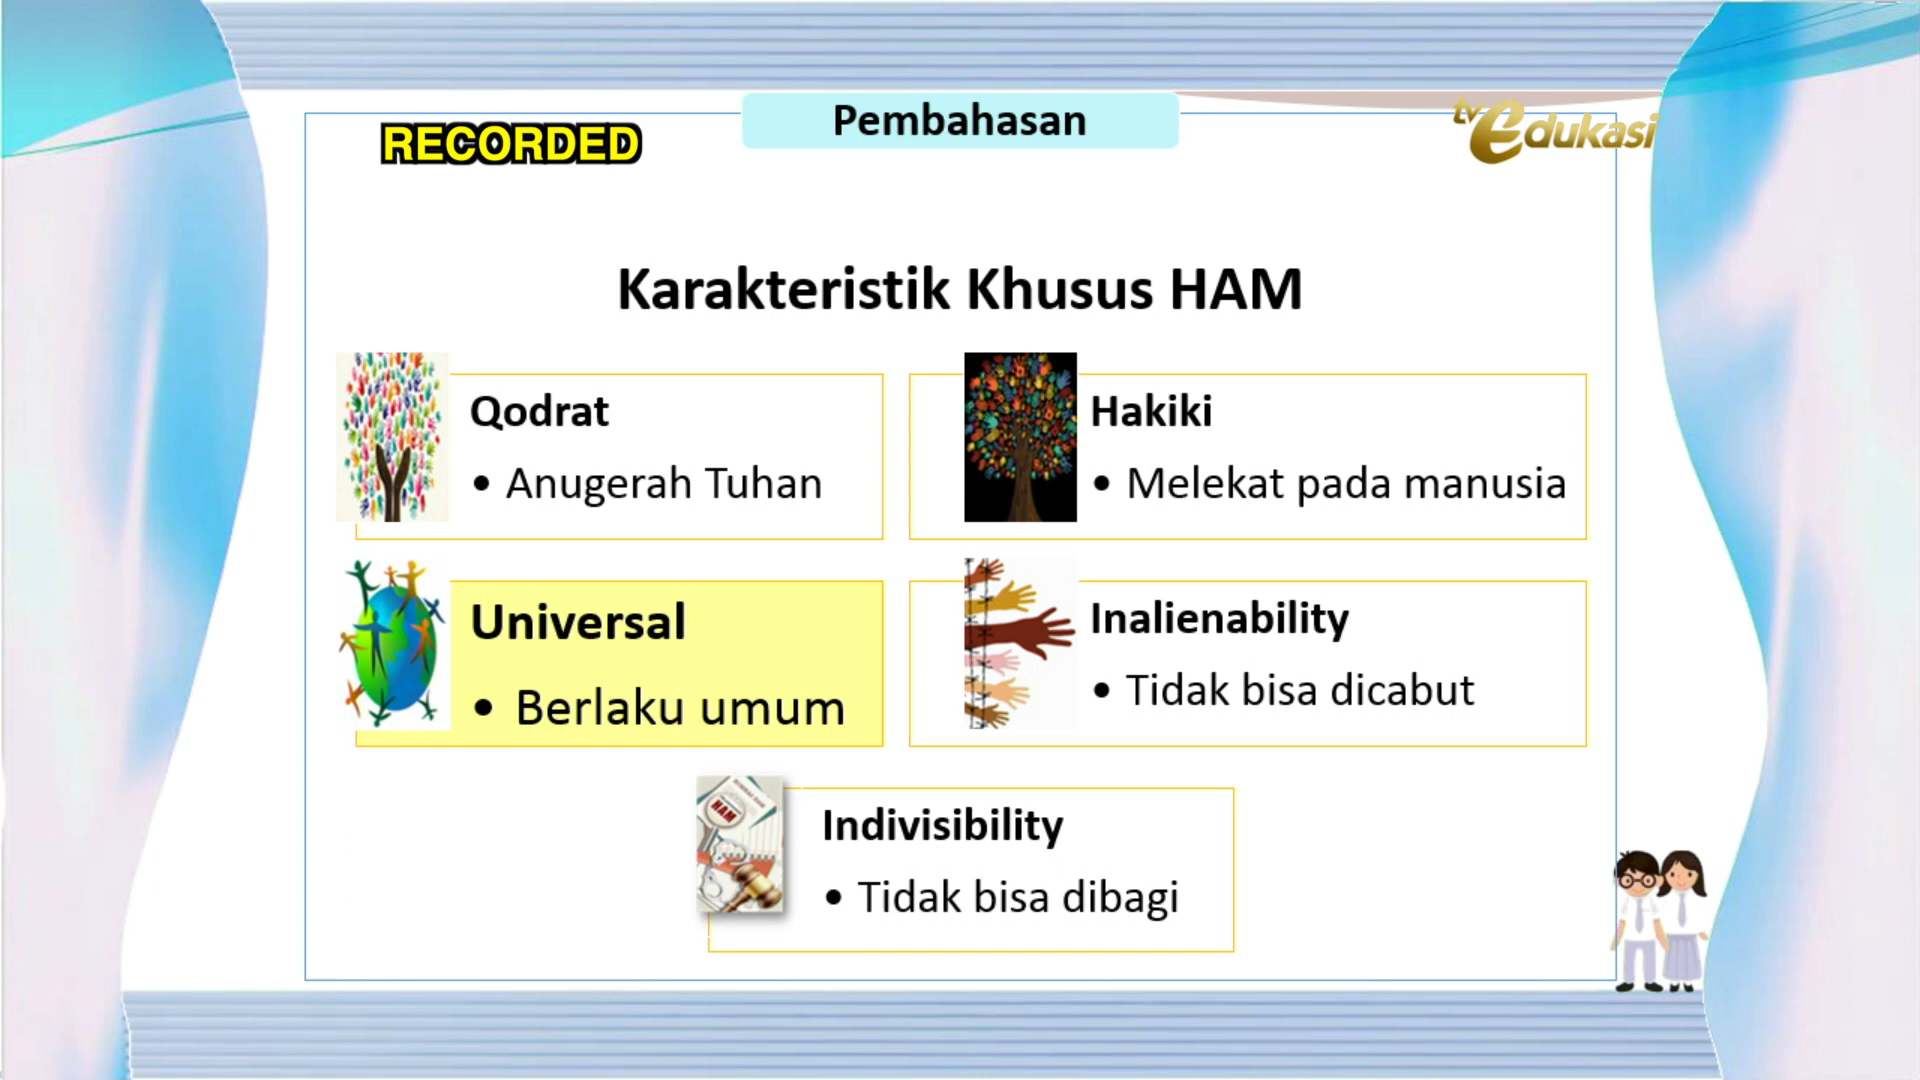 Pembahasan
RECORDED
tv edukasi
Karakteristik Khusus HAM
Qodrat
• Anugerah Tuhan
Hakiki
• Melekat pada manusia
Universal
• Berlaku umum
Inalienability
• Tidak bisa dicabut
HAM
Indivisibility
• Tidak bisa dibagi